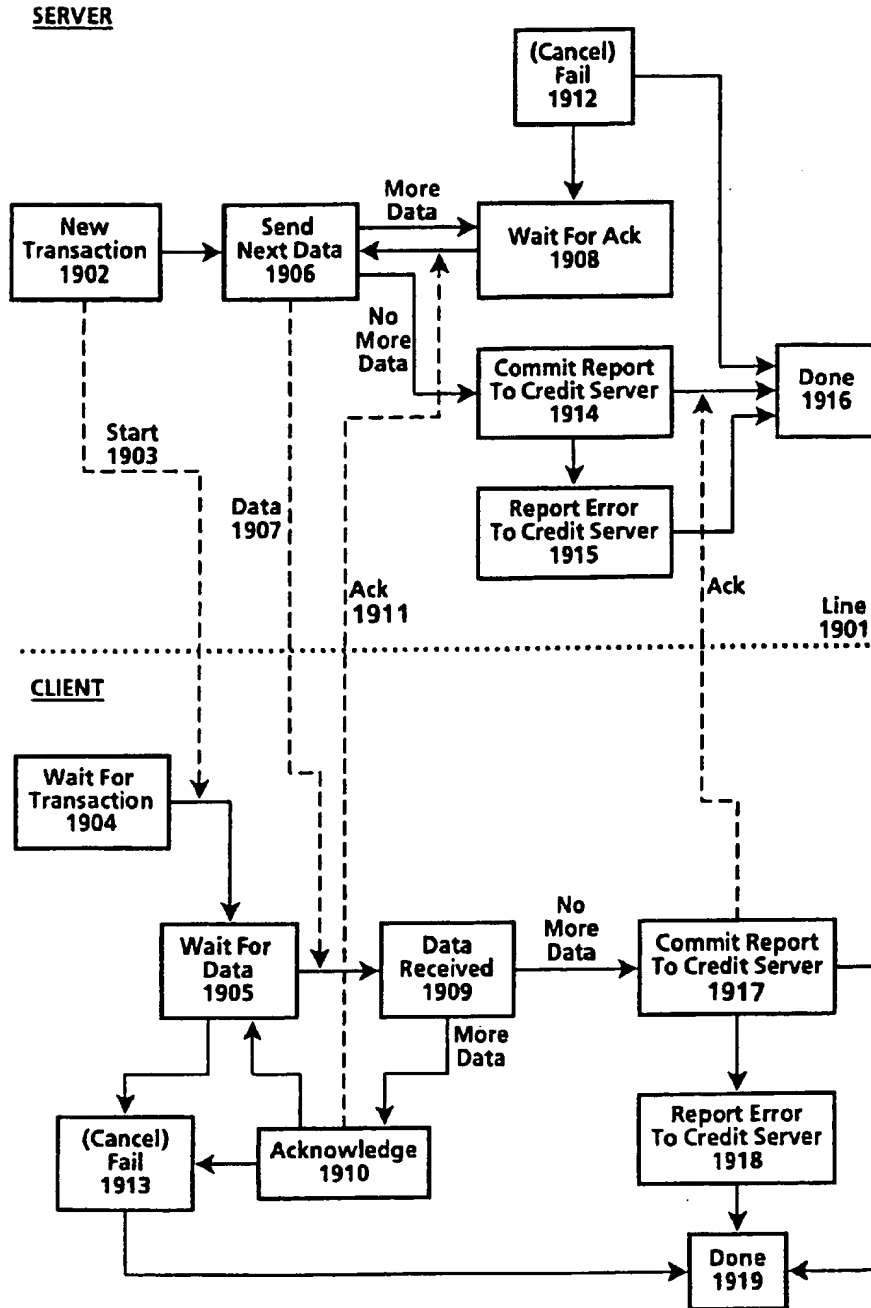 SERVER
(Cancel)
Fail
1912
New
Transaction
1902
Send
Next Data
1906
More
Data
Wait For Ack
1908
No
More
Data
Commit Report
To Credit Server
1914
Done
1916
Start
1903
Data
1907
Report Error
To Credit Server
1915
Ack
1911
Ack
Line
1901
CLIENT
Wait For
Transaction
1904
Wait For
Data
1905
Data
Received
1909
No
More
Data
Commit Report
To Credit Server
1917
More
Data
(Cancel)
Fail
1913
Acknowledge
1910
Report Error
To Credit Server
1918
Done
1919